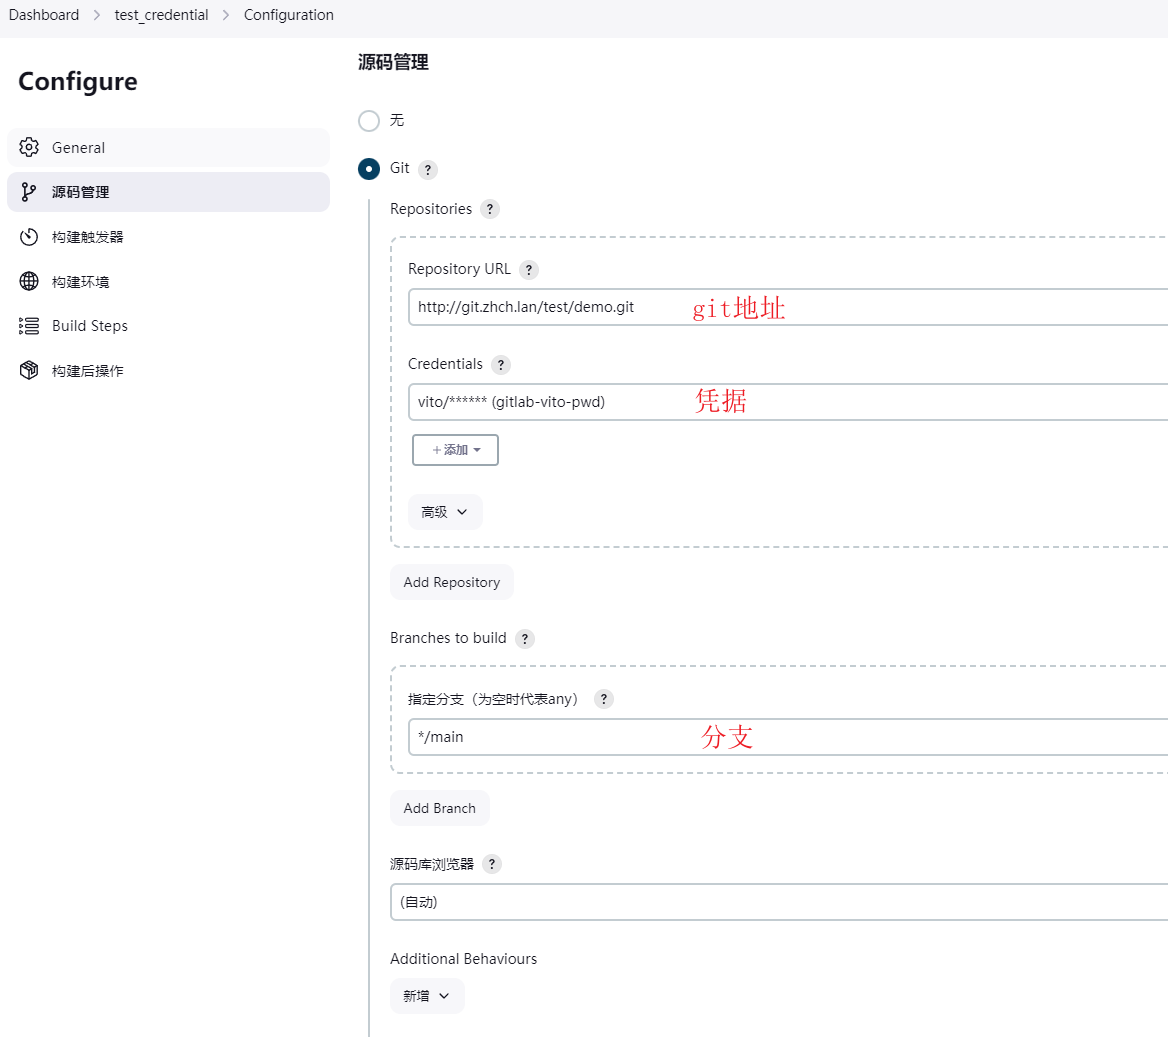 Dashboard > test_credential > Configuration
Configure
General
源码管理
构建触发器
构建环境
Build Steps
构建后操作
源码管理
无
Git ?
Repositories ?
Repository URL ?
http://git.zhch.lan/test/demo.git git地址
Credentials ?
vito/****** (gitlab-vito-pwd) 凭据
+ 添加
高级
Add Repository
Branches to build ?
指定分支（为空时代表any） ?
*/main 分支
Add Branch
源码库浏览器 ?
(自动)
Additional Behaviours
新增